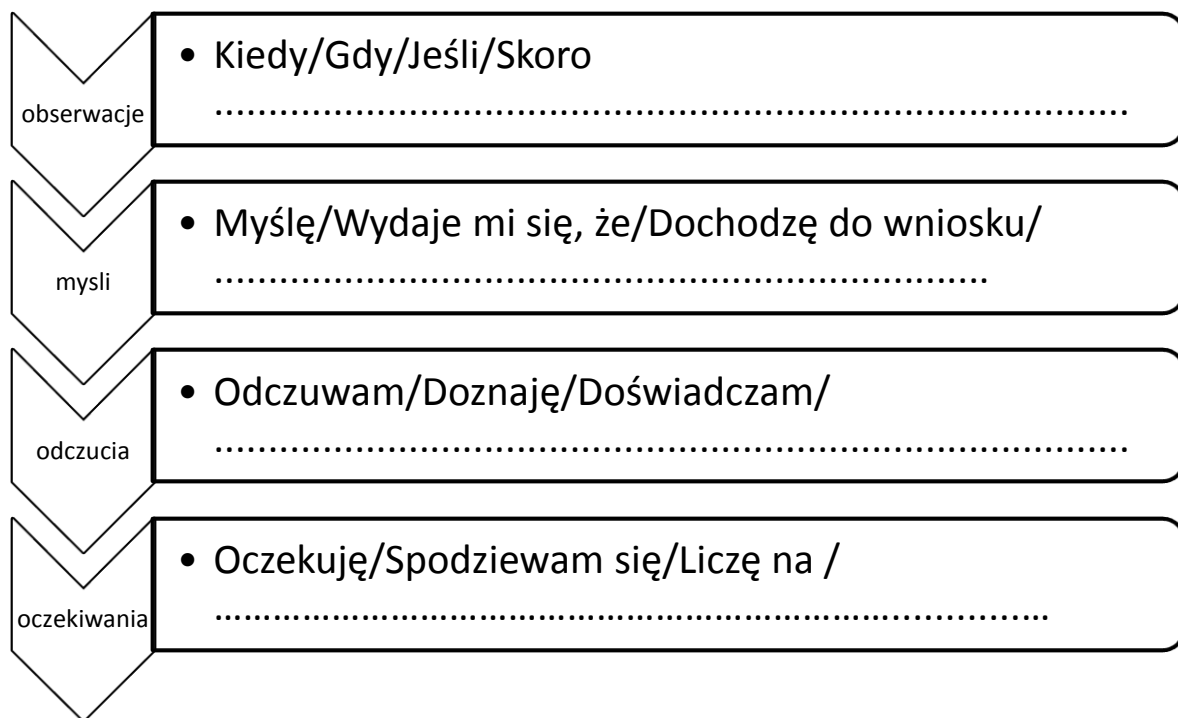 obserwacje
• Kiedy/Gdy/Jeśli/Skoro
...............................................................................................
mysli
• Myślę/Wydaje mi się, że/Dochodzę do wniosku/
................................................................................
odczucia
• Odczuwam/Doznaję/Doświadczam/
...............................................................................................
oczekiwania
• Oczekuję/Spodziewam się/Liczę na /
……………………………………………………………..…………...